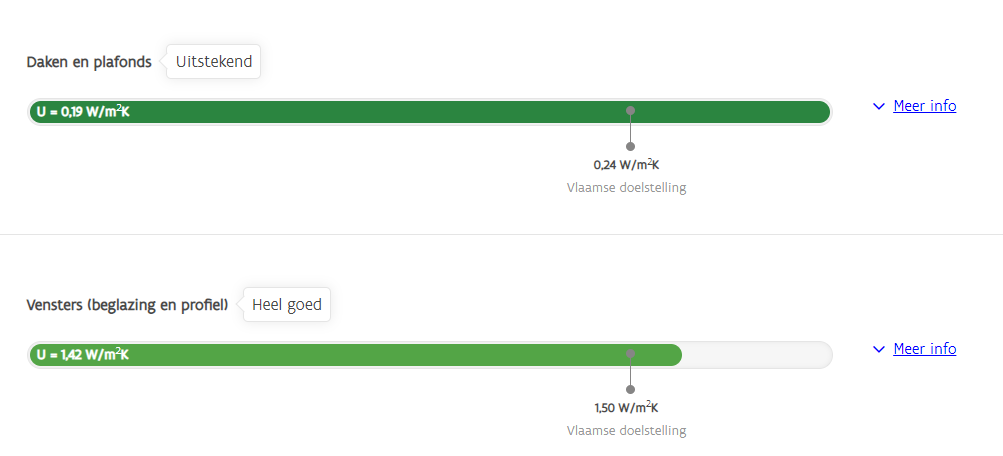 Daken en plafonds Uitstekend
U = 0,19 W/m²K
Meer info
0,24 W/m²K
Vlaamse doelstelling
Vensters (beglazing en profiel) Heel goed
U = 1,42 W/m²K
Meer info
1,50 W/m²K
Vlaamse doelstelling